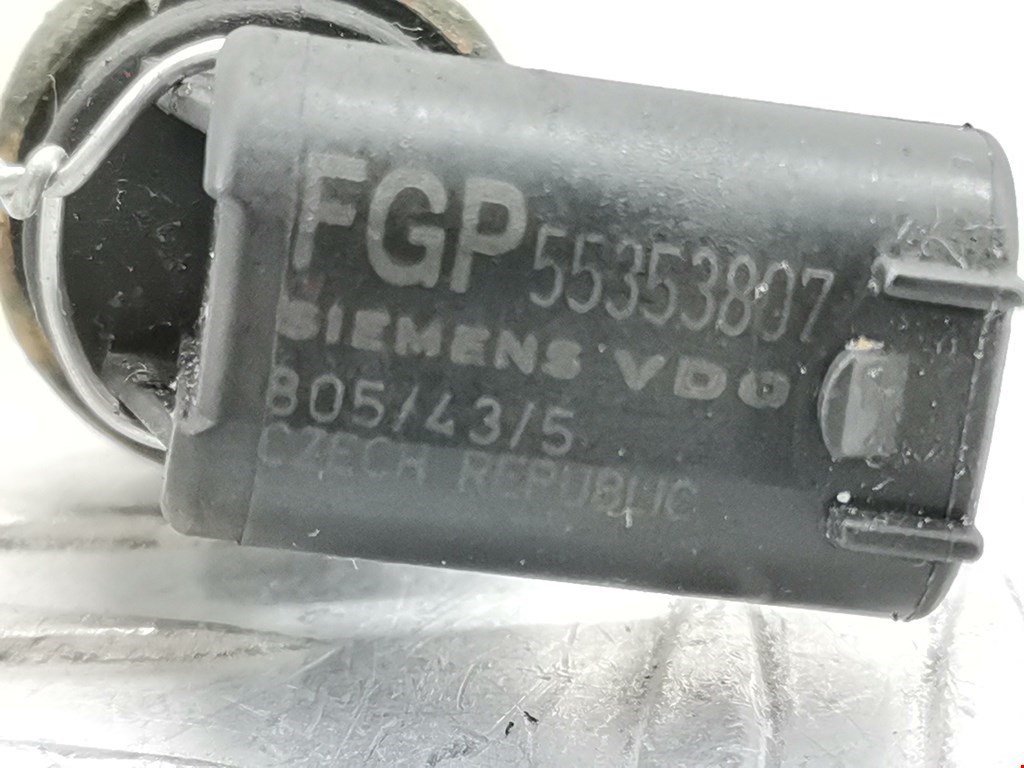 FGP 55353807
SIEMENS VDO
805/43/5
CZECH REPUBLIC